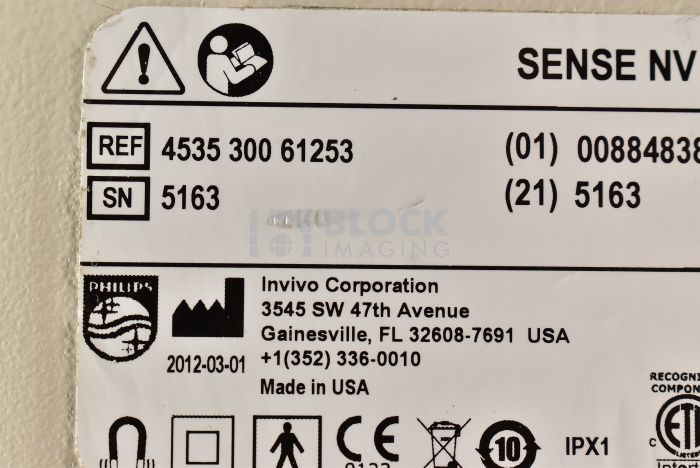 SENSE NV
REF 4535 300 61253 (01) 00884838
SN 5163 (21) 5163
BLOCK
IMAGING
PHILIPS
2012-03-01
Invivo Corporation
3545 SW 47th Avenue
Gainesville, FL 32608-7691 USA
+1(352) 336-0010
Made in USA
CE
10
IPX1
ETL